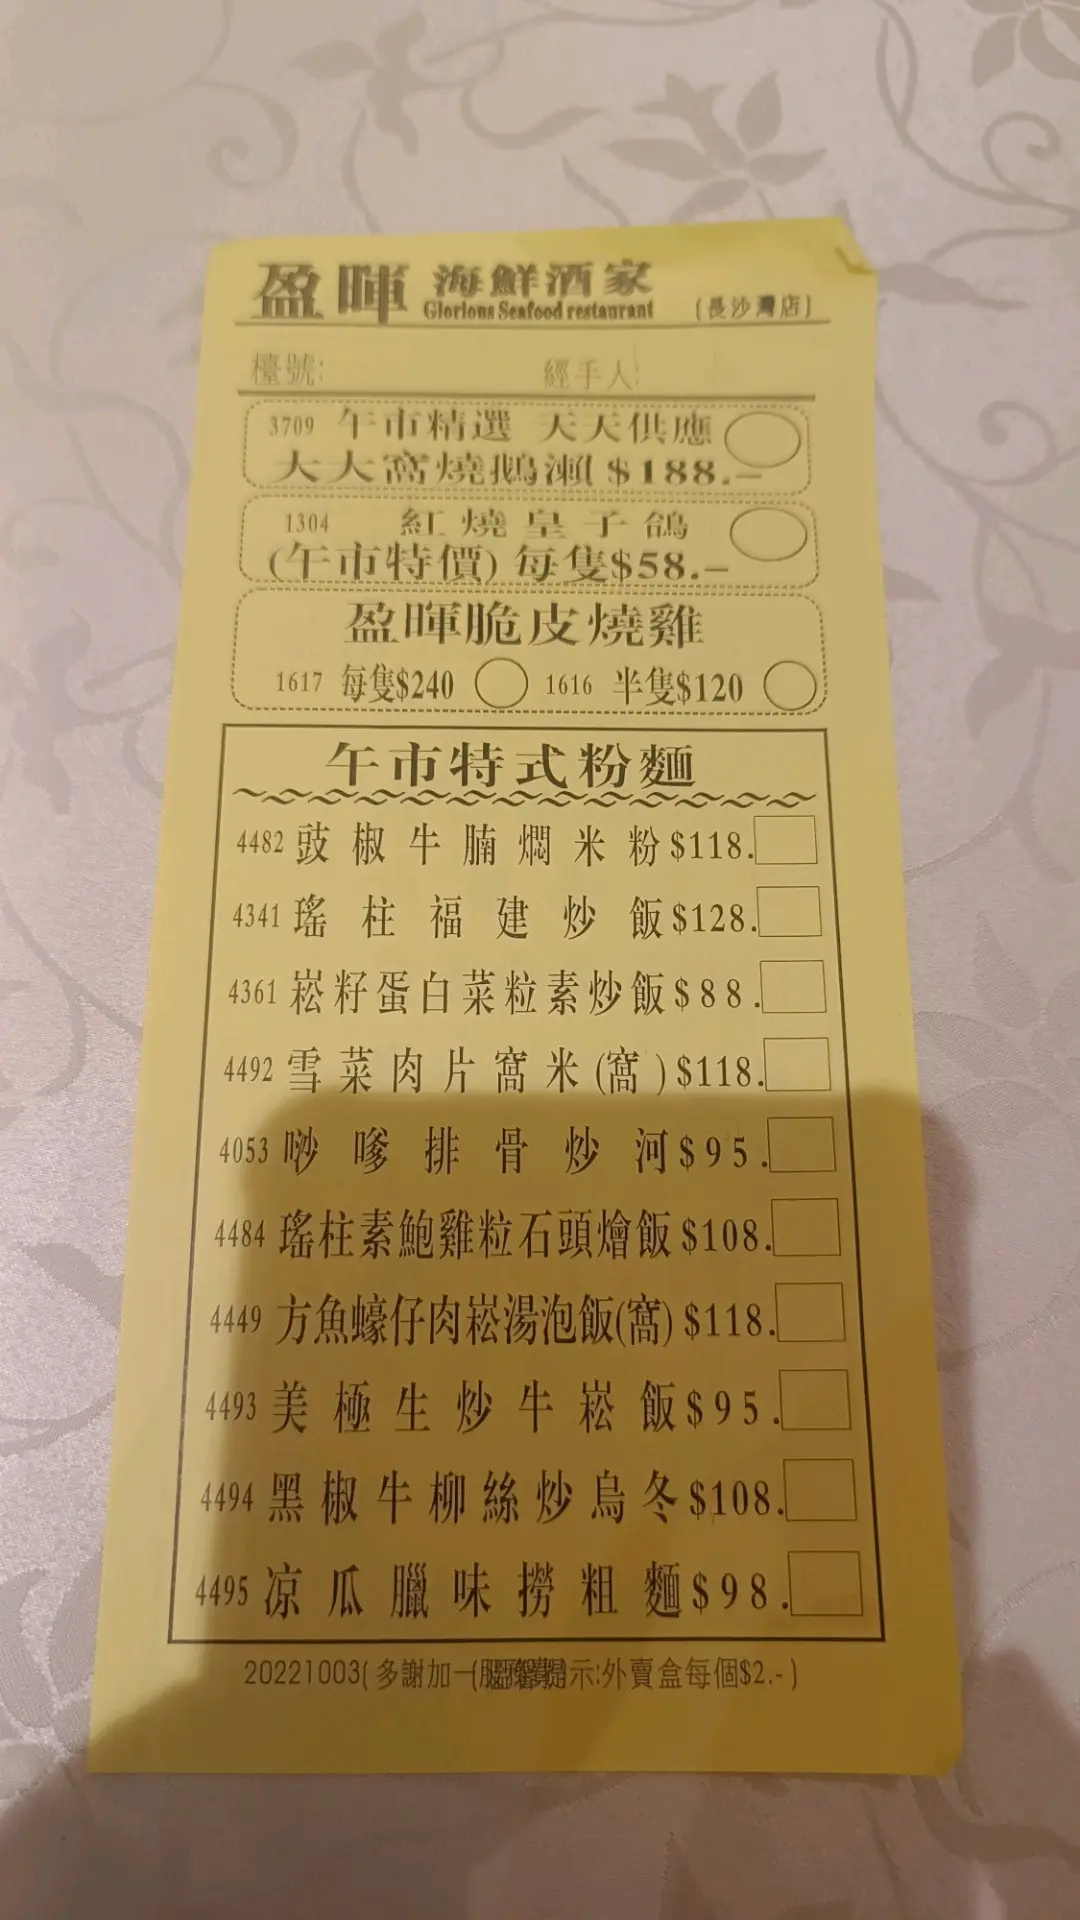 盈暉 海鮮酒家
Glorious Seafood restaurant (長沙灣店)
檯號: 經手人:
3709 午市精選 天天供應
大大窩燒鵝瀨 $188.–
1304 紅燒皇子鴿
(午市特價) 每隻$58.–
盈暉脆皮燒雞
1617 每隻$240 1616 半隻$120
午市特式粉麵
4482 豉椒牛腩燜米粉 $118.
4341 瑤柱福建炒飯 $128.
4361 崧籽蛋白菜粒素炒飯 $88.
4492 雪菜肉片窩米(窩) $118.
4053 唦嗲排骨炒河 $95.
4484 瑤柱素鮑雞粒石頭燴飯 $108.
4449 方魚蠔仔肉崧湯泡飯(窩) $118.
4493 美極生炒牛崧飯 $95.
4494 黑椒牛柳絲炒烏冬 $108.
4495 凉瓜臘味撈粗麵 $98.
20221003(多謝加一 示:外賣盒每個$2.-)